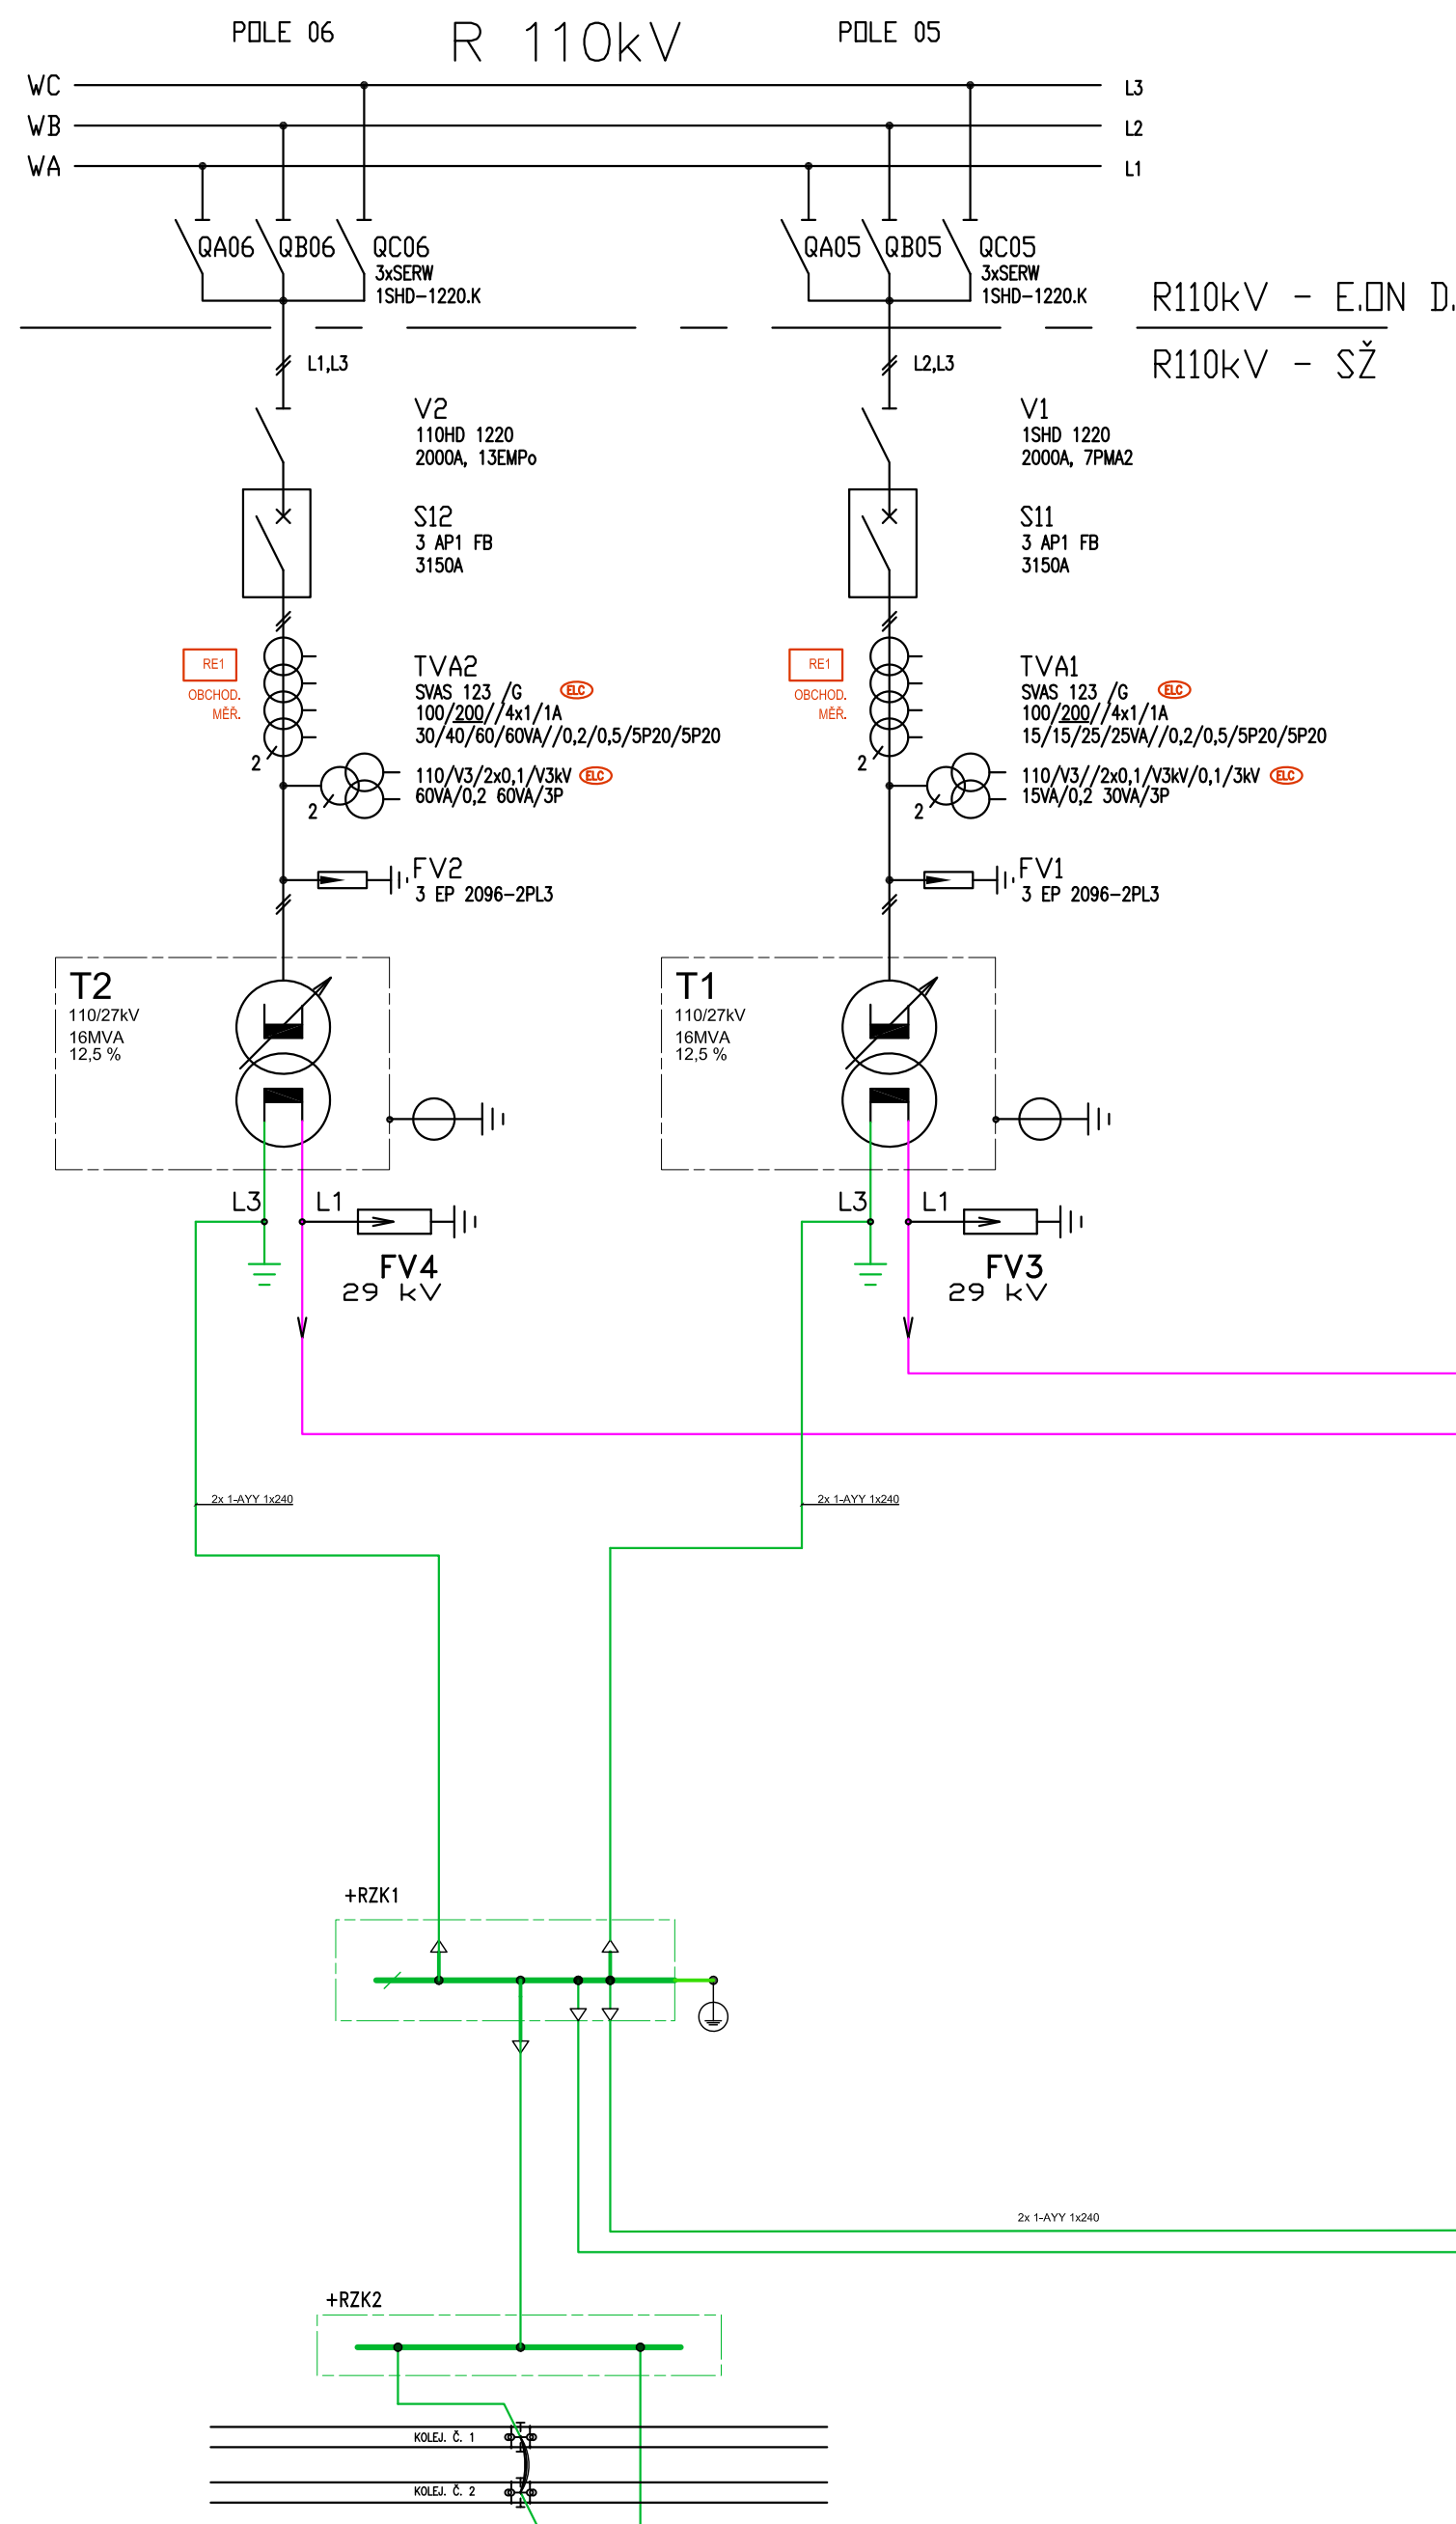 POLE 06
R 110kV
POLE 05
WC
L3
WB
L2
WA
L1
QA06
QB06
QC06
3xSERW
1SHD-1220.K
QA05
QB05
QC05
3xSERW
1SHD-1220.K
R110kV - E.ON D.
R110kV - SŽ
L1,L3
L2,L3
V2
110HD 1220
2000A, 13EMPo
V1
1SHD 1220
2000A, 7PMA2
S12
3 AP1 FB
3150A
S11
3 AP1 FB
3150A
RE1
OBCHOD.
MĚŘ.
TVA2
SVAS 123 /G
ELC
100/200//4x1/1A
30/40/60/60VA//0,2/0,5/5P20/5P20
2
110/V3/2x0,1/V3kV
ELC
60VA/0,2 60VA/3P
2
RE1
OBCHOD.
MĚŘ.
TVA1
SVAS 123 /G
ELC
100/200//4x1/1A
15/15/25/25VA//0,2/0,5/5P20/5P20
2
110/V3//2x0,1/V3kV/0,1/3kV
ELC
15VA/0,2 30VA/3P
2
FV2
3 EP 2096-2PL3
FV1
3 EP 2096-2PL3
T2
110/27kV
16MVA
12,5 %
T1
110/27kV
16MVA
12,5 %
L3
L1
FV4
29 kV
L3
L1
FV3
29 kV
2x 1-AYY 1x240
2x 1-AYY 1x240
+RZK1
2x 1-AYY 1x240
+RZK2
KOLEJ. Č. 1
KOLEJ. Č. 2